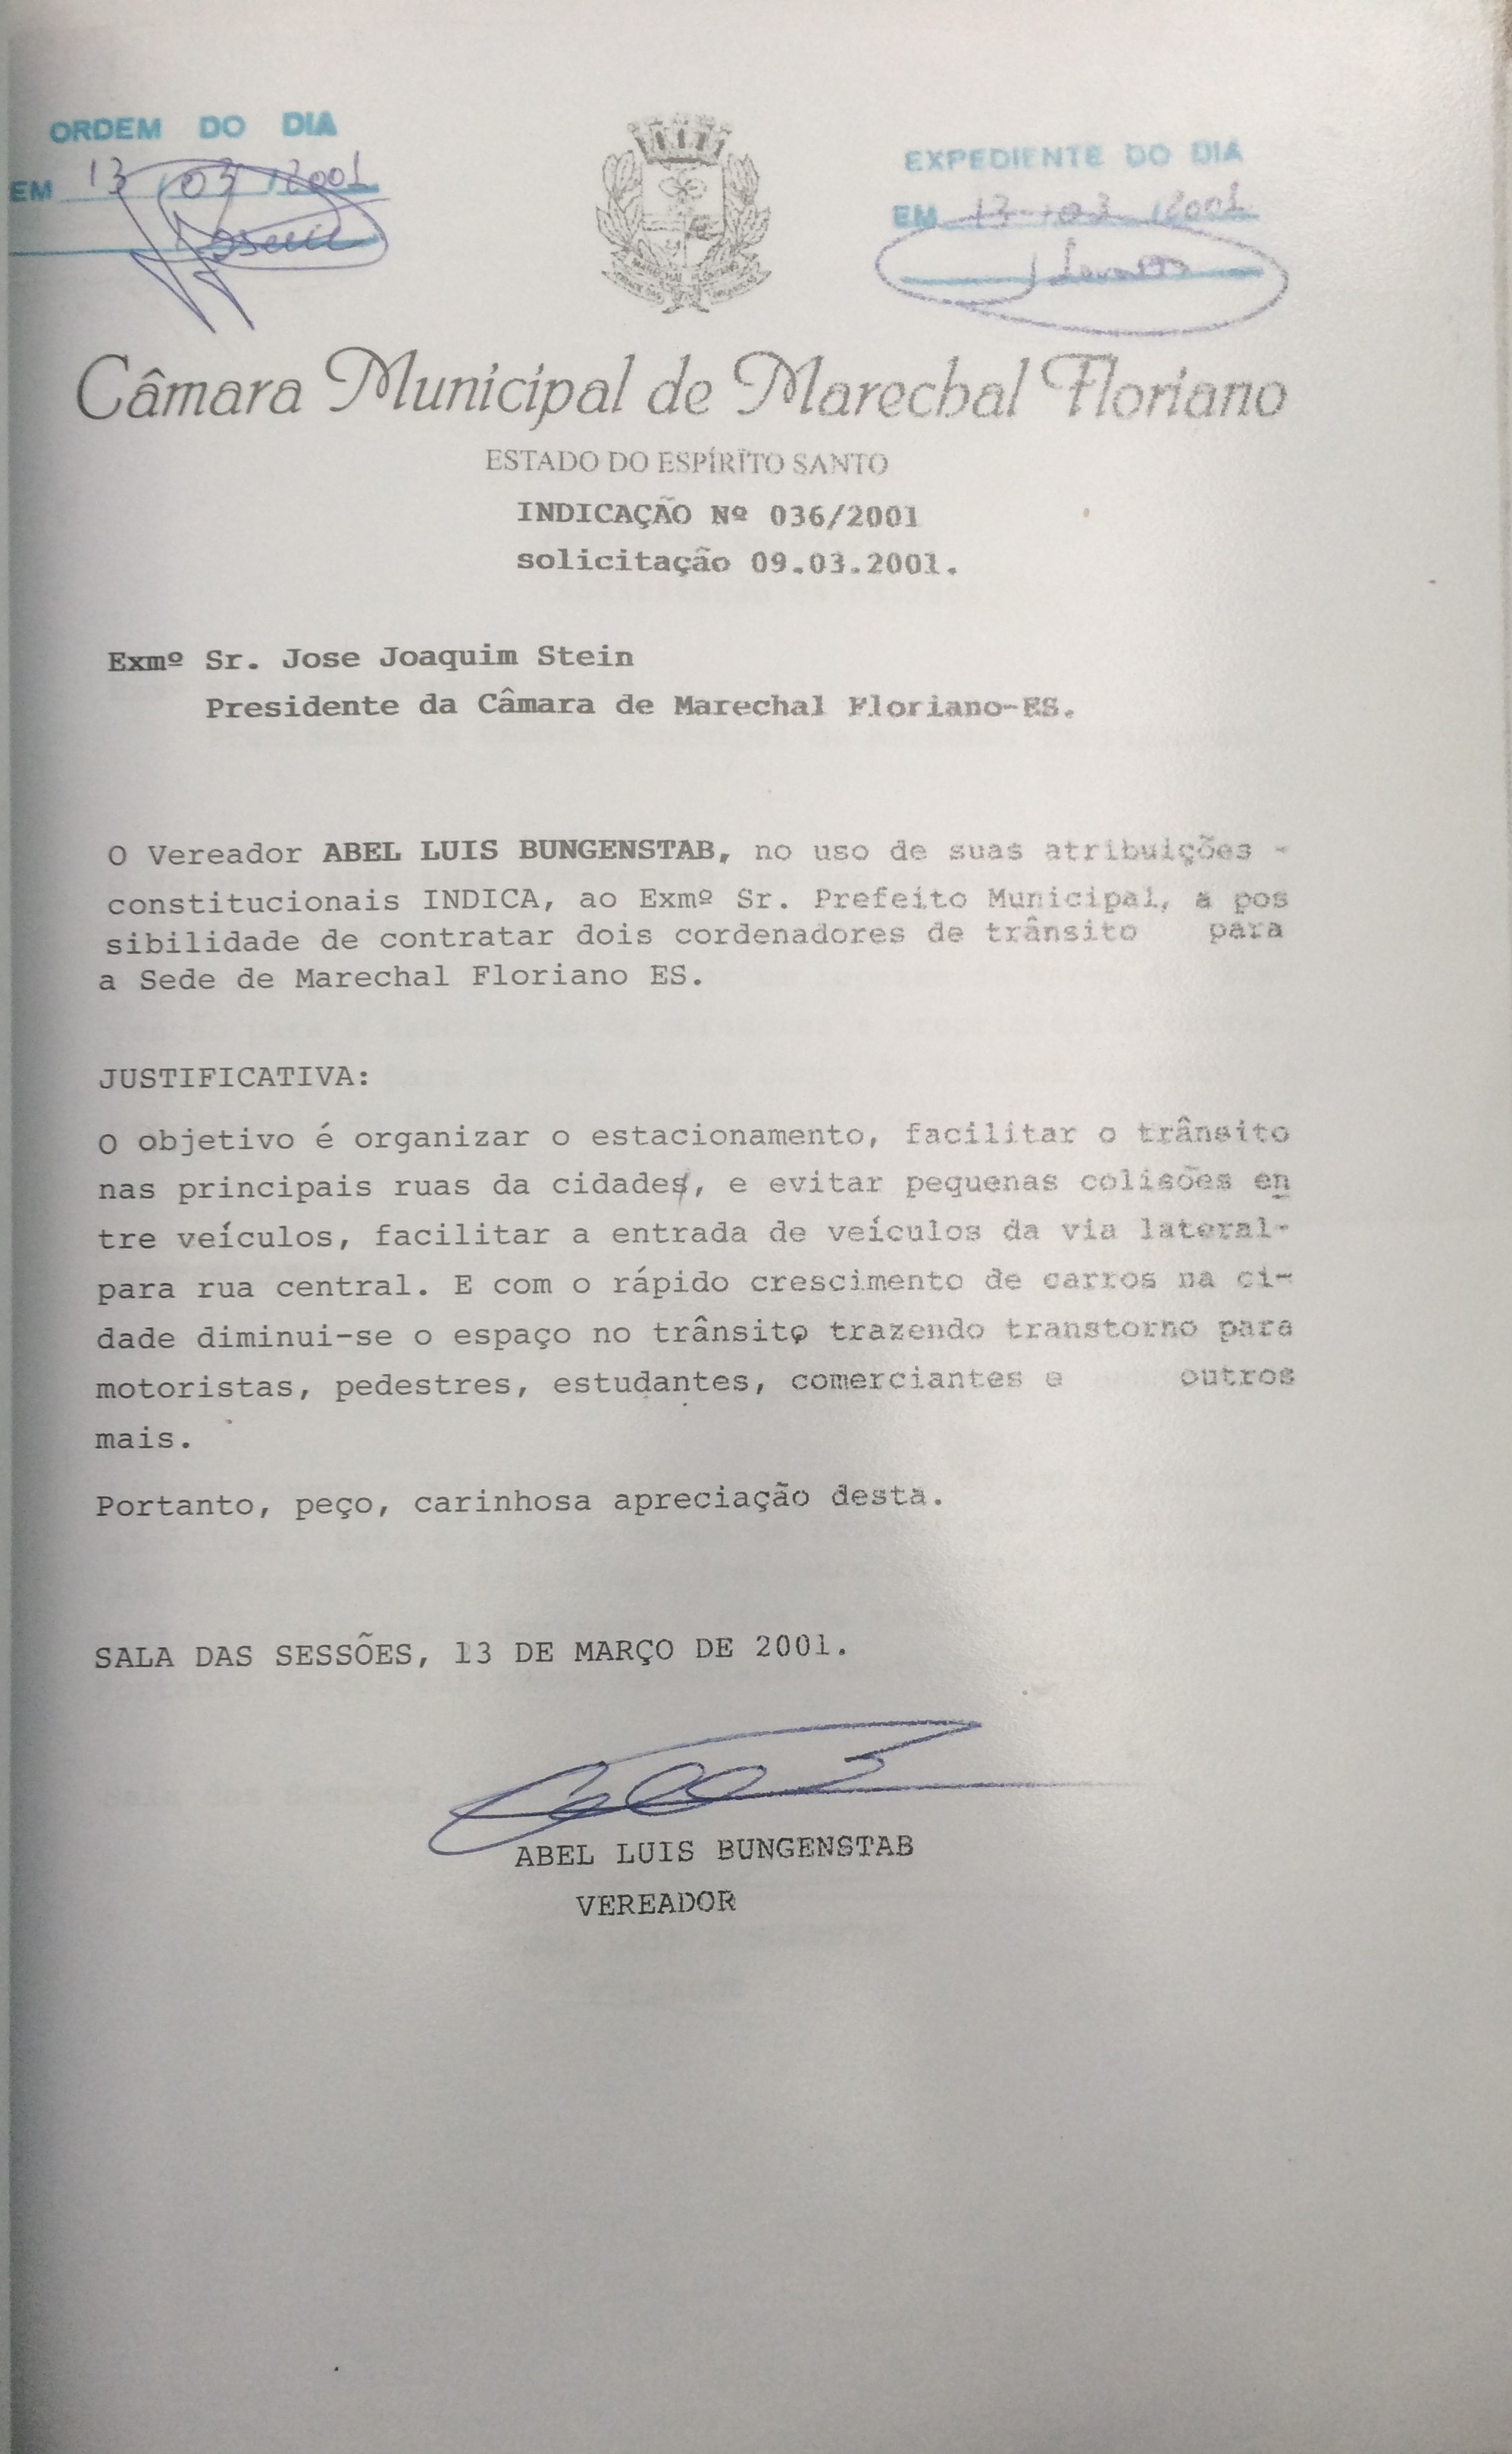 ORDEM DO DIA
EM 13 / 03 / 2001
EXPEDIENTE DO DIA
EM 13 / 03 / 2001
Câmara Municipal de Marechal Floriano
ESTADO DO ESPÍRITO SANTO
INDICAÇÃO Nº 036/2001
solicitação 09.03.2001.
Exmº Sr. Jose Joaquim Stein
Presidente da Câmara de Marechal Floriano-ES.
O Vereador ABEL LUIS BUNGENSTAB, no uso de suas atribuições -
constitucionais INDICA, ao Exmº Sr. Prefeito Municipal, a pos
sibilidade de contratar dois cordenadores de trânsito para
a Sede de Marechal Floriano ES.
JUSTIFICATIVA:
O objetivo é organizar o estacionamento, facilitar o trânsito
nas principais ruas da cidades, e evitar pequenas colisões en
tre veículos, facilitar a entrada de veículos da via lateral-
para rua central. E com o rápido crescimento de carros na ci-
dade diminui-se o espaço no trânsito trazendo transtorno para
motoristas, pedestres, estudantes, comerciantes e outros
mais.
Portanto, peço, carinhosa apreciação desta.
SALA DAS SESSÕES, 13 DE MARÇO DE 2001.
ABEL LUIS BUNGENSTAB
VEREADOR